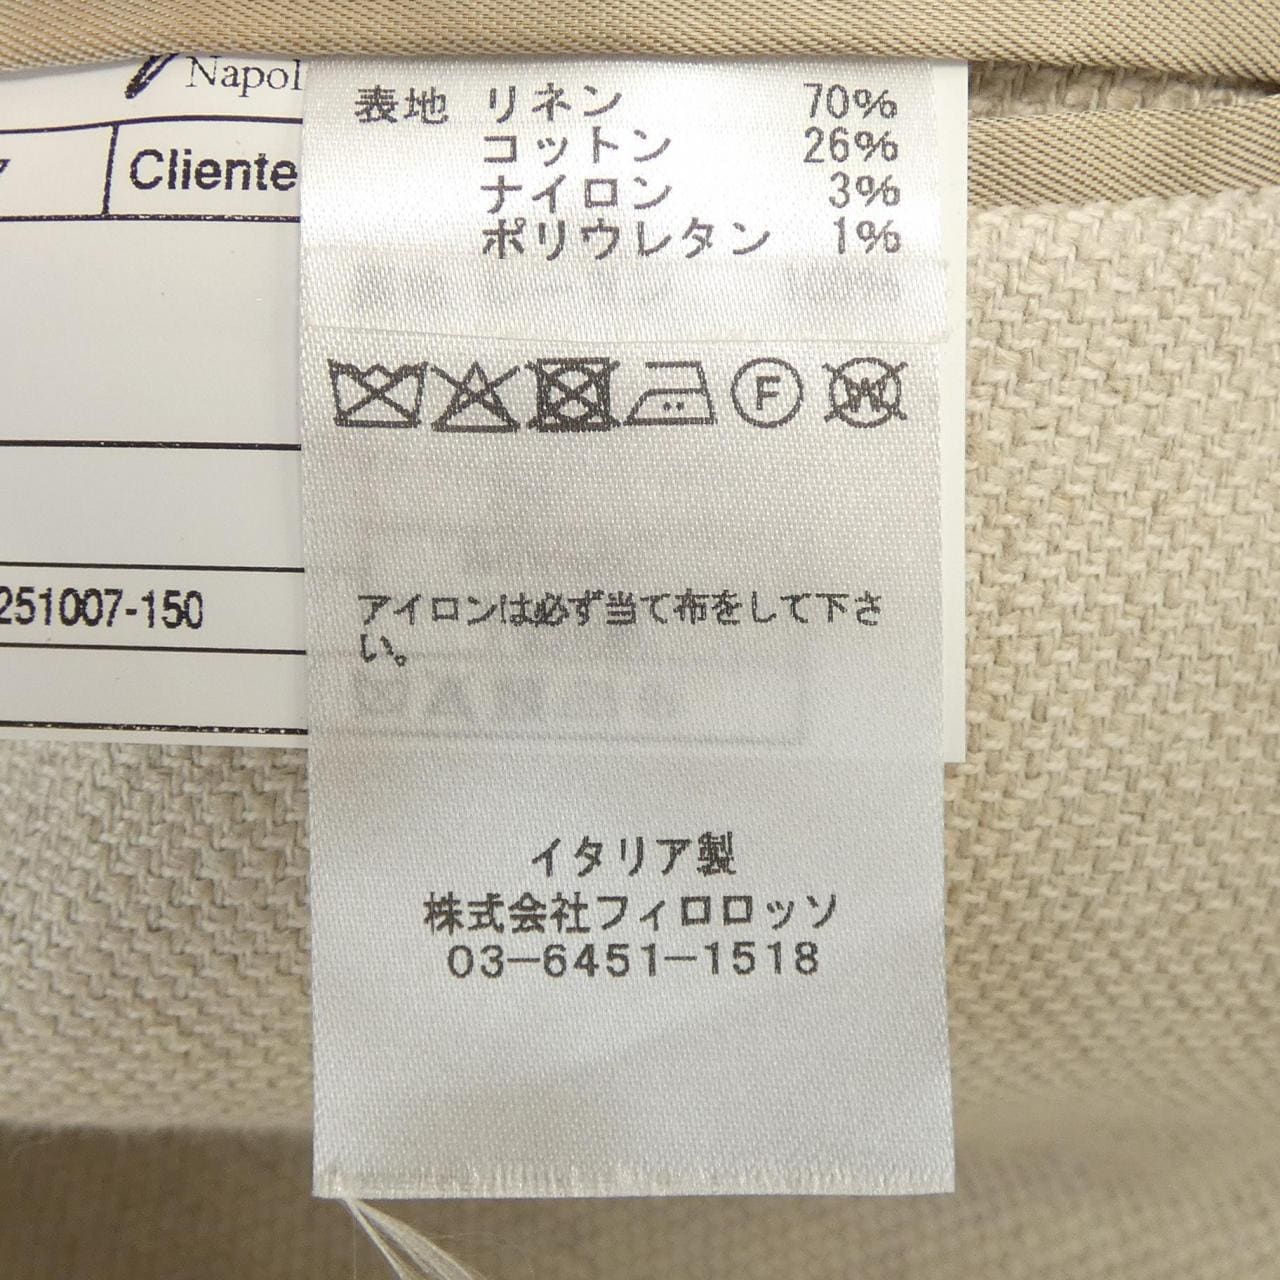 Napol
Cliente
251007-150
表地 リネン 70%
コットン 26%
ナイロン 3%
ポリウレタン 1%
F
W
アイロンは必ず当て布をして下さ
い。
イタリア製
株式会社フィロロッソ
03-6451-1518